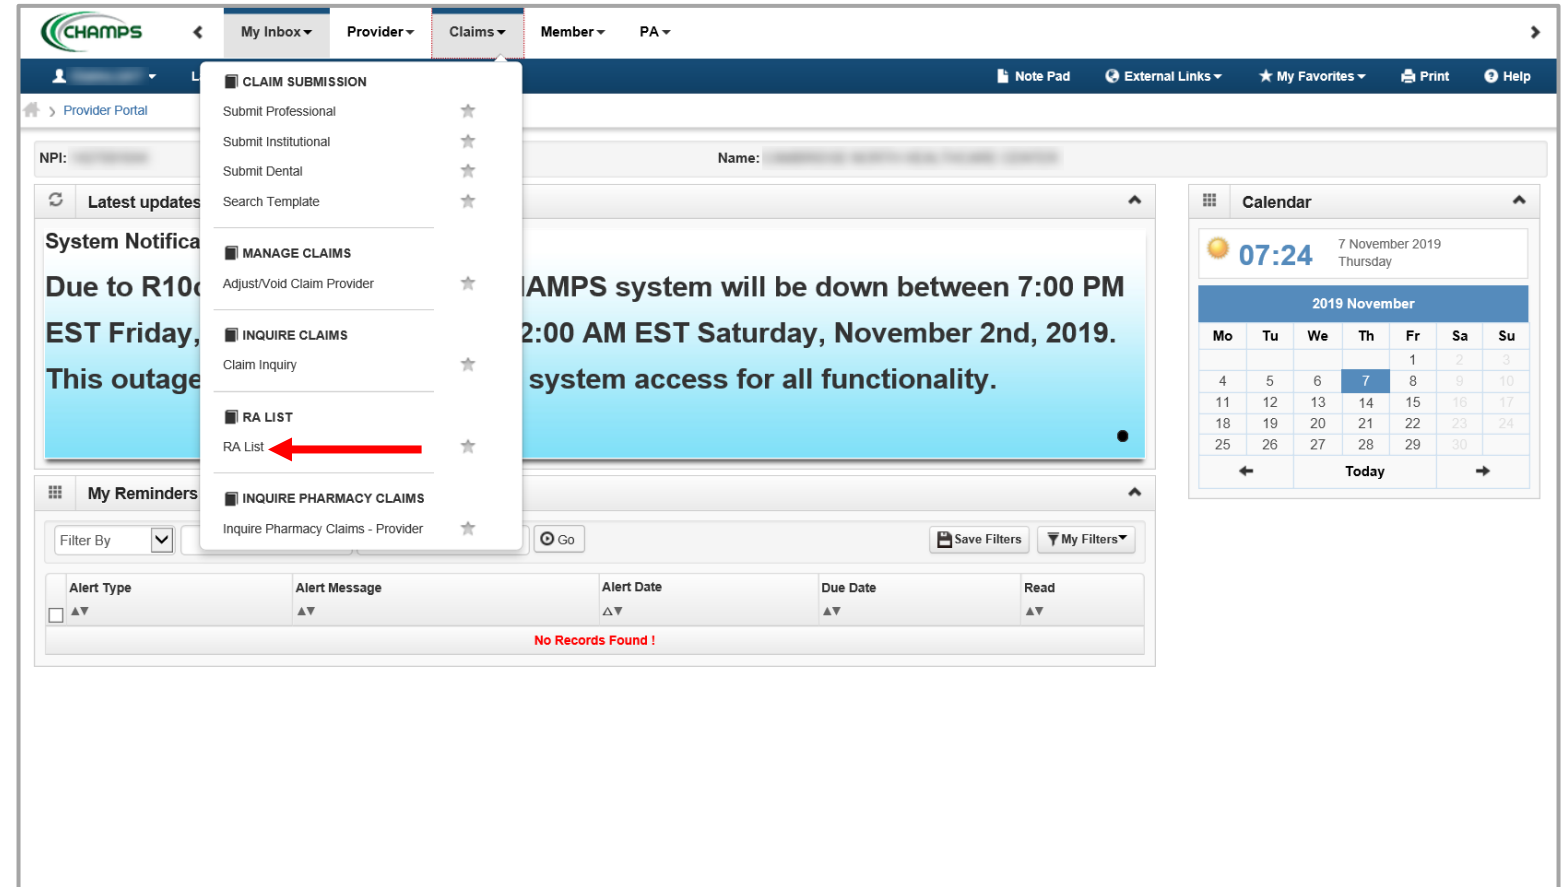 CHAMPS
My Inbox
Provider
Claims
Member
PA
L
Note Pad
External Links
My Favorites
Print
Help
Provider Portal
CLAIM SUBMISSION
Submit Professional
Submit Institutional
Submit Dental
Search Template
MANAGE CLAIMS
Adjust/Void Claim Provider
INQUIRE CLAIMS
Claim Inquiry
RA LIST
RA List
INQUIRE PHARMACY CLAIMS
Inquire Pharmacy Claims - Provider
NPI:
Name:
Latest updates
System Notifica
Due to R10 AMPS system will be down between 7:00 PM
EST Friday, 2:00 AM EST Saturday, November 2nd, 2019.
This outage system access for all functionality.
Calendar
07:24
7 November 2019
Thursday
2019 November
Mo Tu We Th Fr Sa Su
1 2 3
4 5 6 7 8 9 10
11 12 13 14 15 16 17
18 19 20 21 22 23 24
25 26 27 28 29 30
Today
My Reminders
Filter By
Go
Save Filters
My Filters
Alert Type
Alert Message
Alert Date
Due Date
Read
No Records Found !